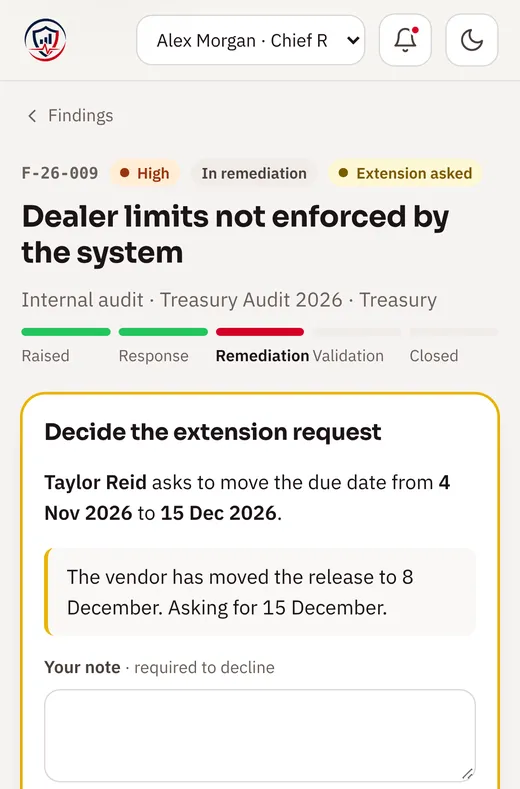 Alex Morgan · Chief R
Findings
F-26-009 High In remediation Extension asked
Dealer limits not enforced by
the system
Internal audit · Treasury Audit 2026 · Treasury
Raised Response Remediation Validation Closed
Decide the extension request
Taylor Reid asks to move the due date from 4
Nov 2026 to 15 Dec 2026.
The vendor has moved the release to 8
December. Asking for 15 December.
Your note · required to decline